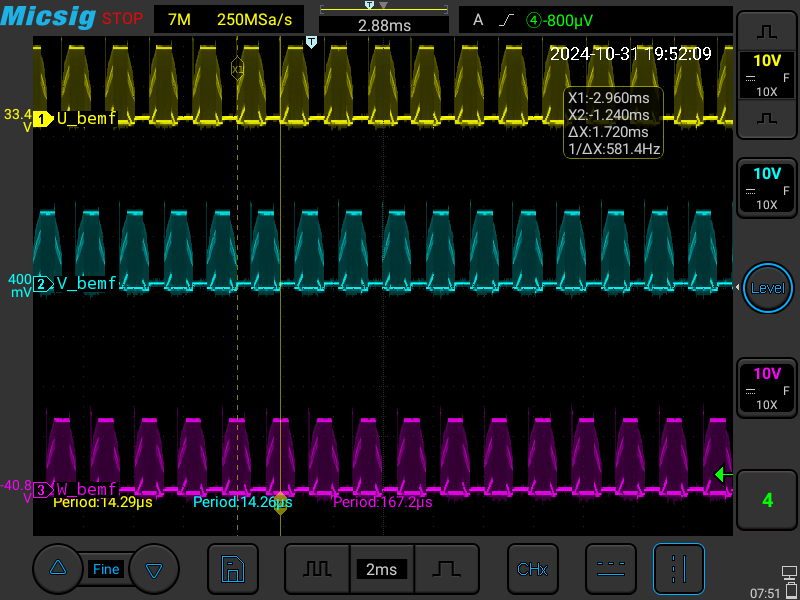 Micsig STOP 7M 250MSa/s T 2.88ms A ④-800µV
T 2024-10-31 19:52:09
10V
F
10X
X1
X1:-2.960ms
X2:-1.240ms
ΔX:1.720ms
1/ΔX:581.4Hz
33.4
V
1 U_bemf
10V
F
10X
400
mV
2 V_bemf
Level
10V
F
10X
-40.8
V
3 W_bemf
Period:14.29µs Period:14.26µs Period:167.2µs
4
Fine 2ms CHx
07:51